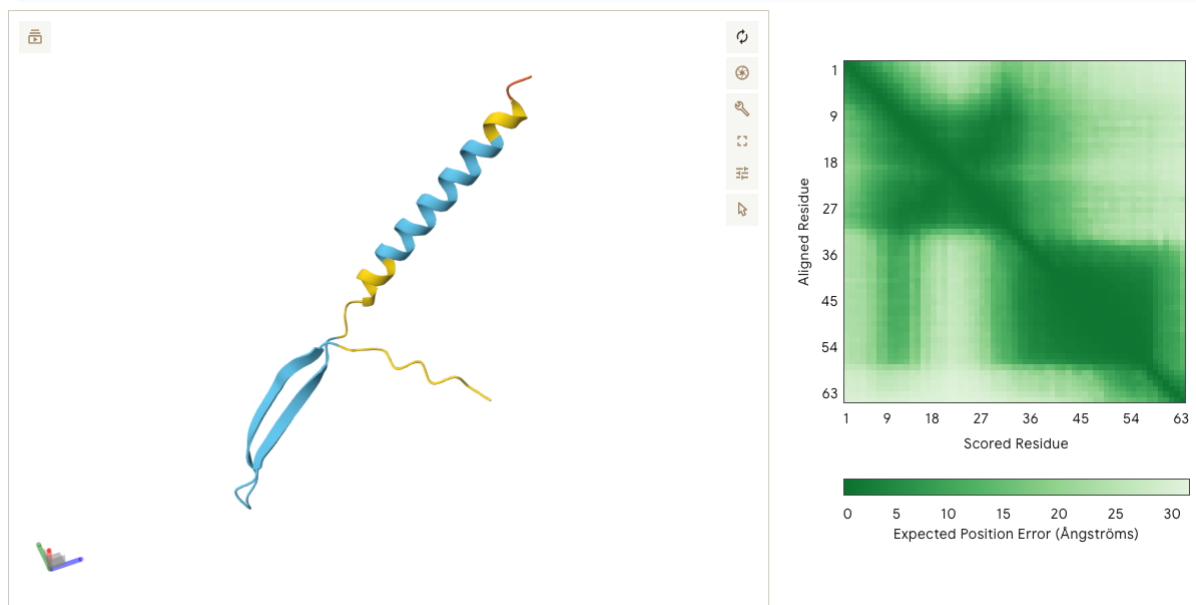 1
9
18
27
36
45
54
63
Aligned Residue
1 9 18 27 36 45 54 63
Scored Residue
0 5 10 15 20 25 30
Expected Position Error (Ångströms)